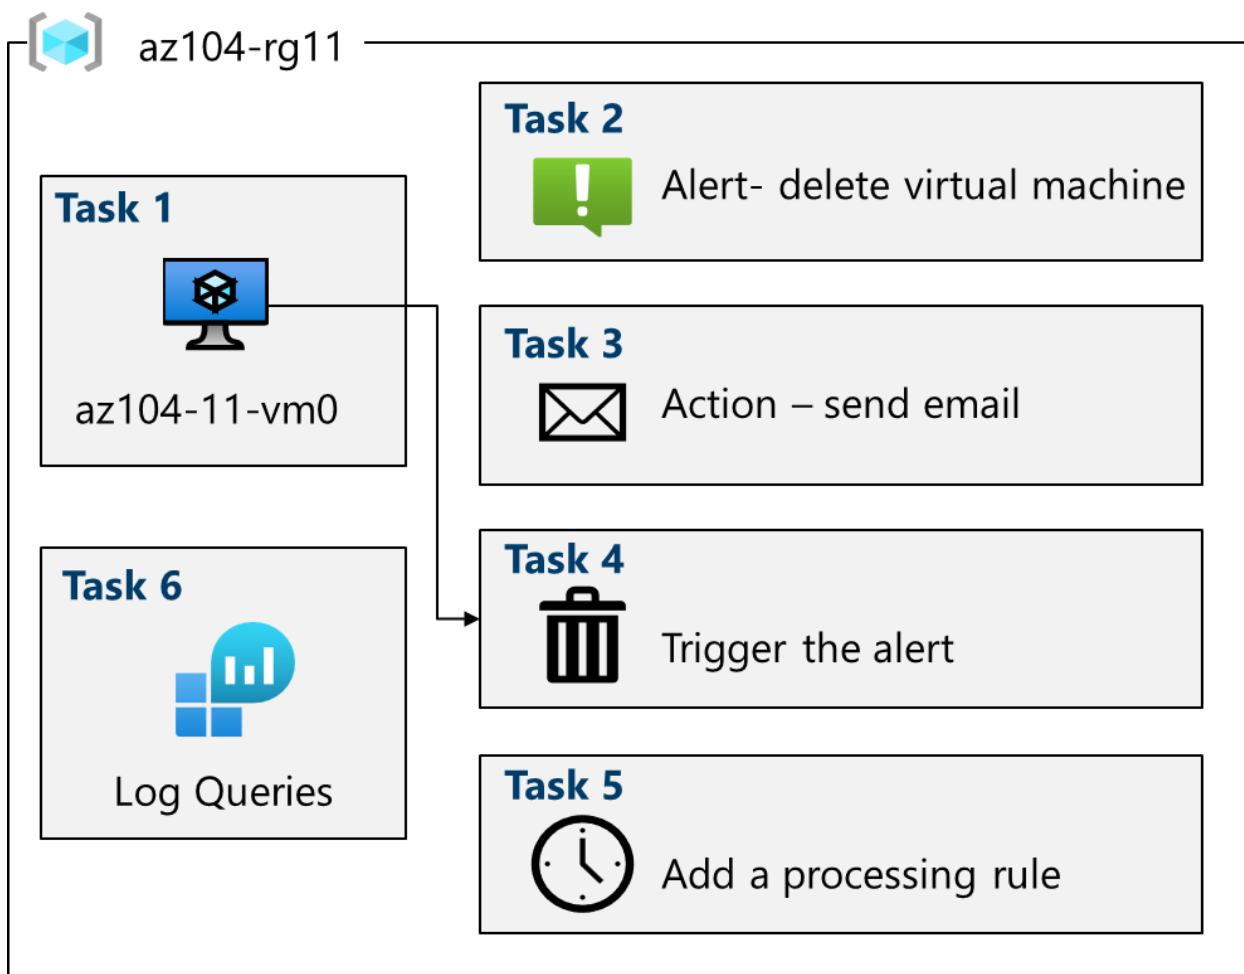 az104-rg11
Task 1
az104-11-vm0
Task 2
Alert- delete virtual machine
Task 3
Action – send email
Task 4
Trigger the alert
Task 5
Add a processing rule
Task 6
Log Queries